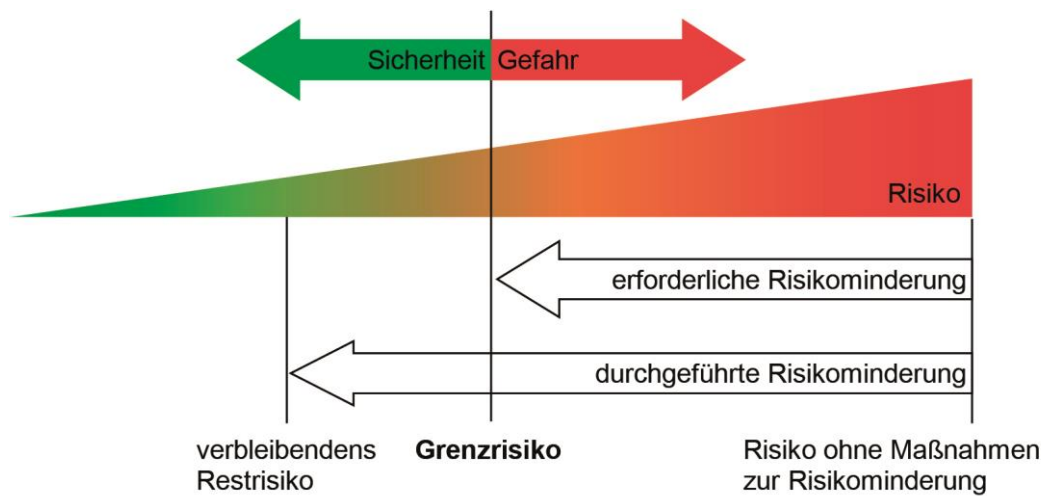 Sicherheit Gefahr
Risiko
erforderliche Risikominderung
durchgeführte Risikominderung
verbleibendens
Restrisiko
Grenzrisiko
Risiko ohne Maßnahmen
zur Risikominderung